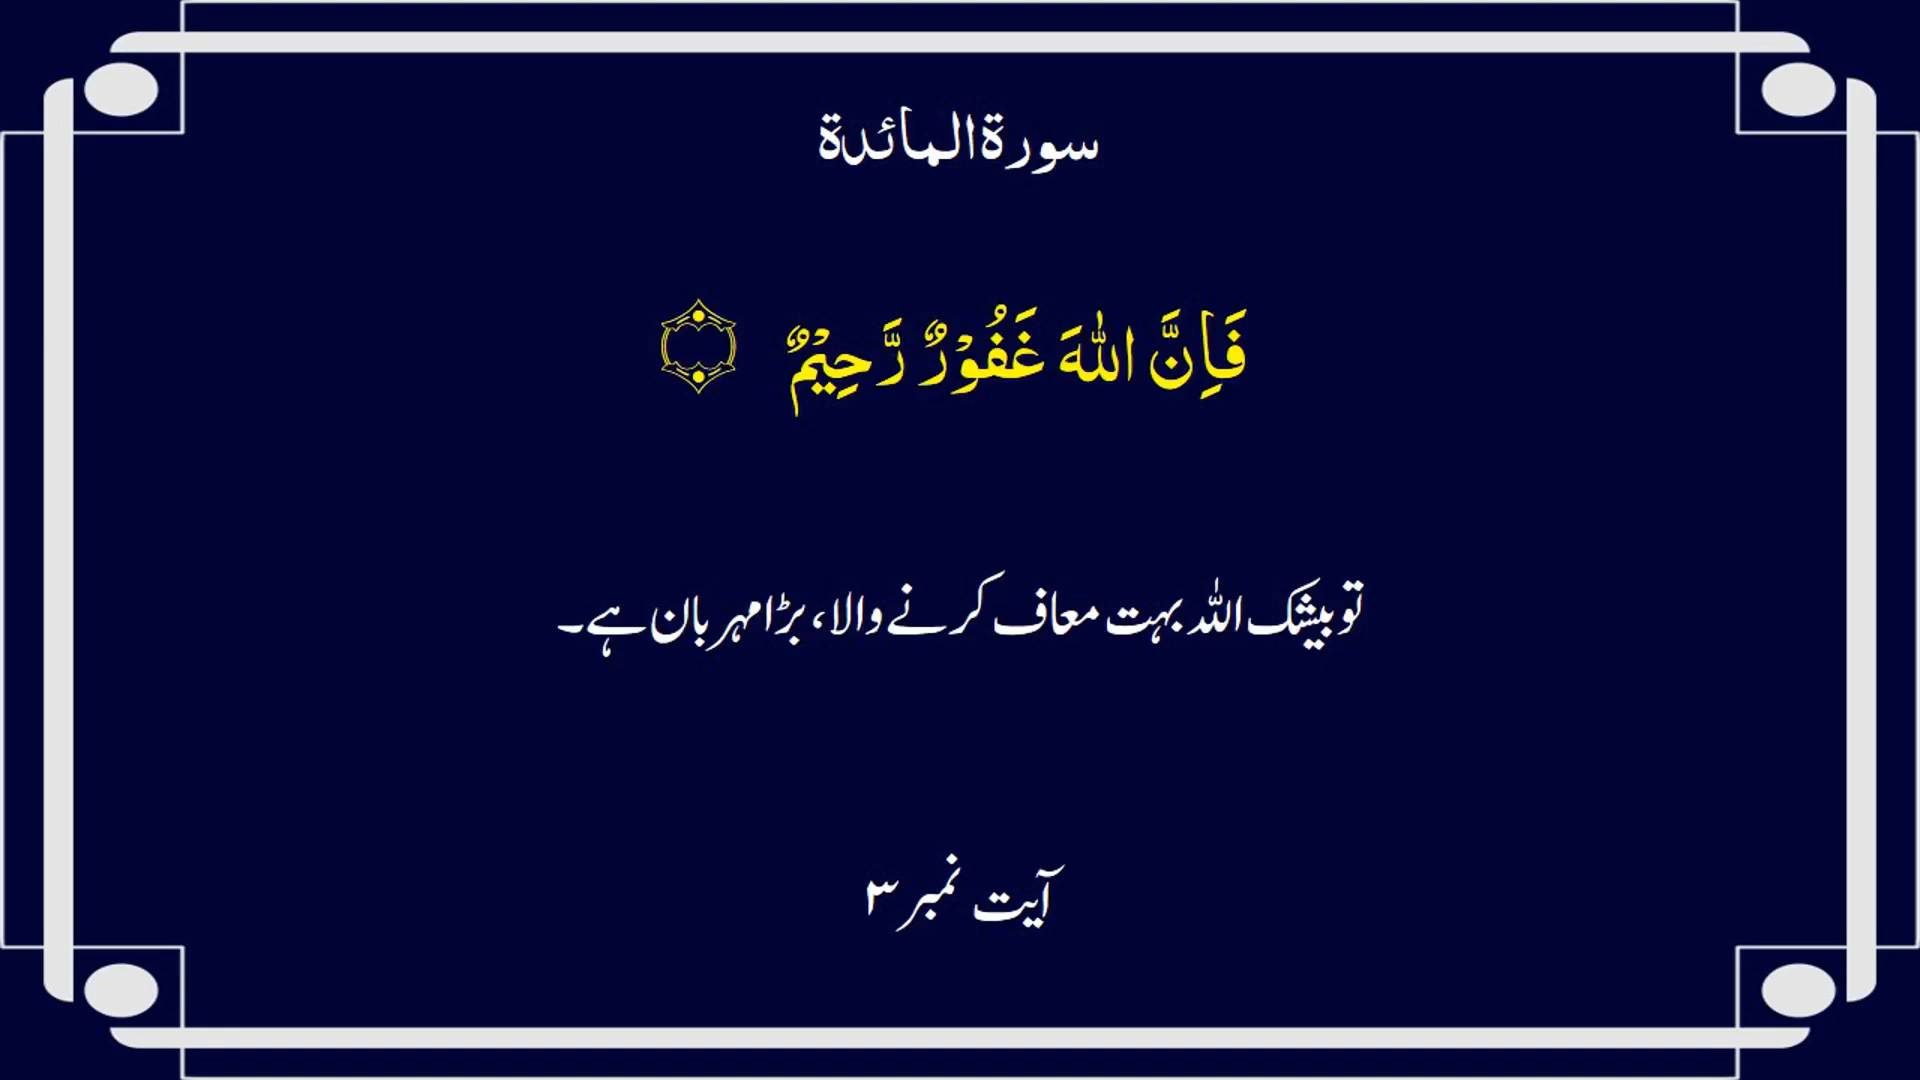 سورۃ المائدۃ
فَاِنَّ اللّٰهَ غَفُوْرٌ رَّحِیْمٌ ۝
تو بیشک اللہ بہت معاف کرنے والا، بڑا مہربان ہے۔
آیت نمبر ۳